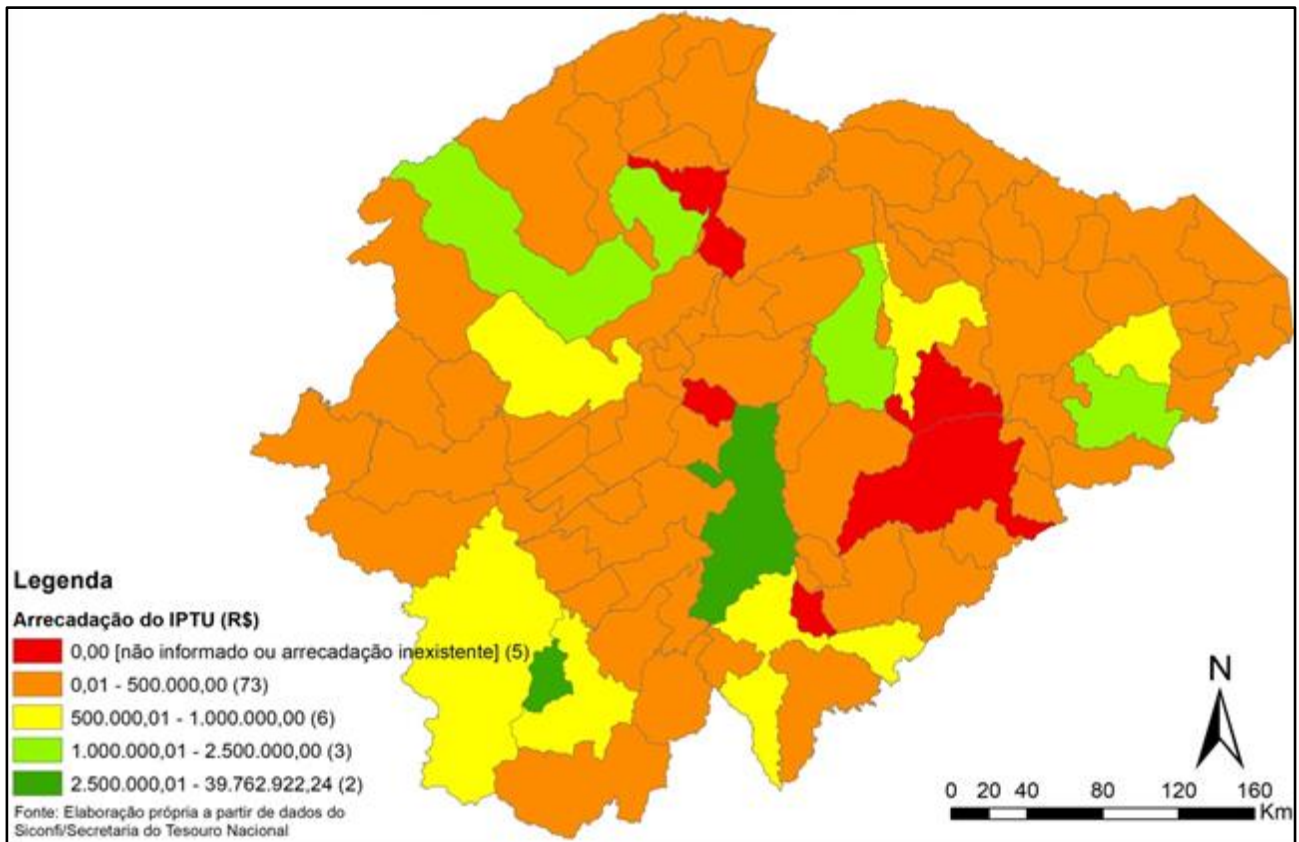 Legenda
Arrecadação do IPTU (R$)
0,00 [não informado ou arrecadação inexistente] (5)
0,01 - 500.000,00 (73)
500.000,01 - 1.000.000,00 (6)
1.000.000,01 - 2.500.000,00 (3)
2.500.000,01 - 39.762.922,24 (2)
Fonte: Elaboração própria a partir de dados do
Siconfi/Secretaria do Tesouro Nacional
N
0 20 40 80 120 160
Km